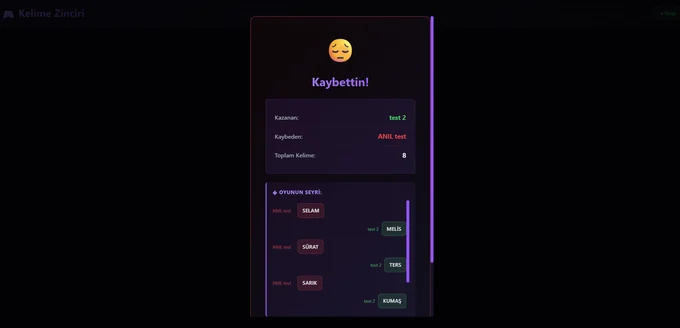 Kelime Zinciri
Kaybettin!
Kazanan: test 2
Kaybeden: ANIL test
Toplam Kelime: 8
OYUNUN SEYRİ:
ANIL test SELAM
test 2 MELİS
ANIL test SÜRAT
test 2 TERS
ANIL test SARIK
test 2 KUMAŞ